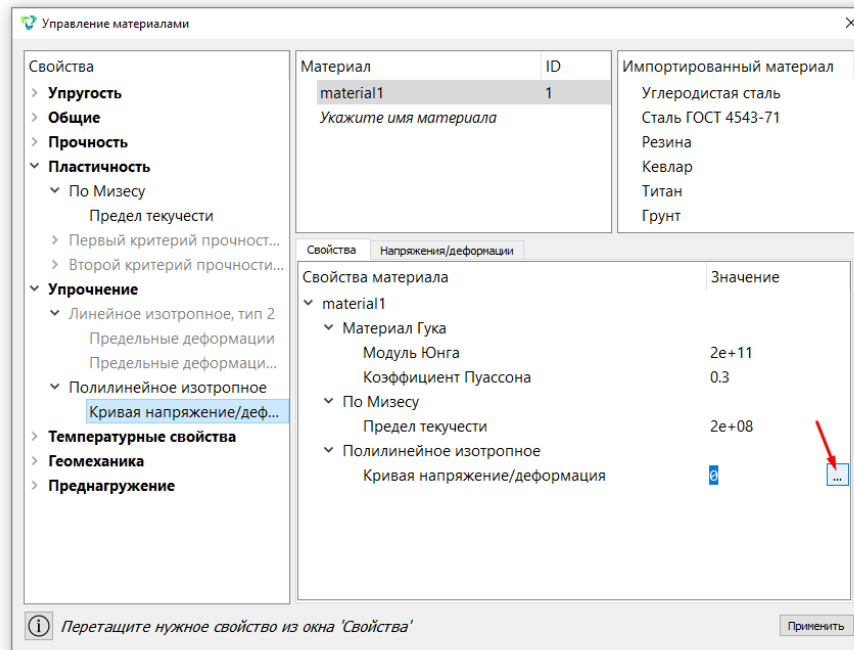 Управление материалами
Свойства
Упругость
Общие
Прочность
Пластичность
По Мизесу
Предел текучести
Первый критерий прочност...
Второй критерий прочности...
Упрочнение
Линейное изотропное, тип 2
Предельные деформации
Предельные деформаци...
Полилинейное изотропное
Кривая напряжение/деф...
Температурные свойства
Геомеханика
Преднагружение
Материал ID
material1 1
Укажите имя материала
Импортированный материал
Углеродистая сталь
Сталь ГОСТ 4543-71
Резина
Кевлар
Титан
Грунт
Свойства Напряжения/деформации
Свойства материала Значение
material1
Материал Гука
Модуль Юнга 2e+11
Коэффициент Пуассона 0.3
По Мизесу
Предел текучести 2e+08
Полилинейное изотропное
Кривая напряжение/деформация 0 ...
Перетащите нужное свойство из окна 'Свойства'
Применить